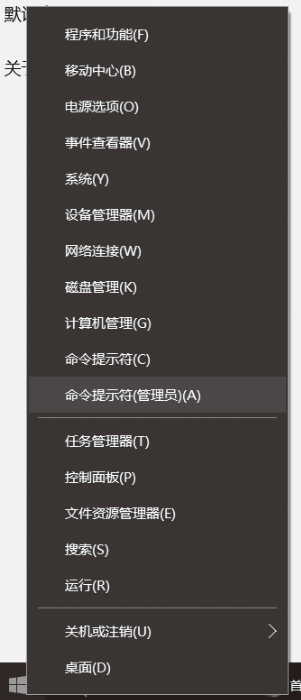 默认
关于
程序和功能(F)
移动中心(B)
电源选项(O)
事件查看器(V)
系统(Y)
设备管理器(M)
网络连接(W)
磁盘管理(K)
计算机管理(G)
命令提示符(C)
命令提示符(管理员)(A)
任务管理器(T)
控制面板(P)
文件资源管理器(E)
搜索(S)
运行(R)
关机或注销(U)
桌面(D)
首